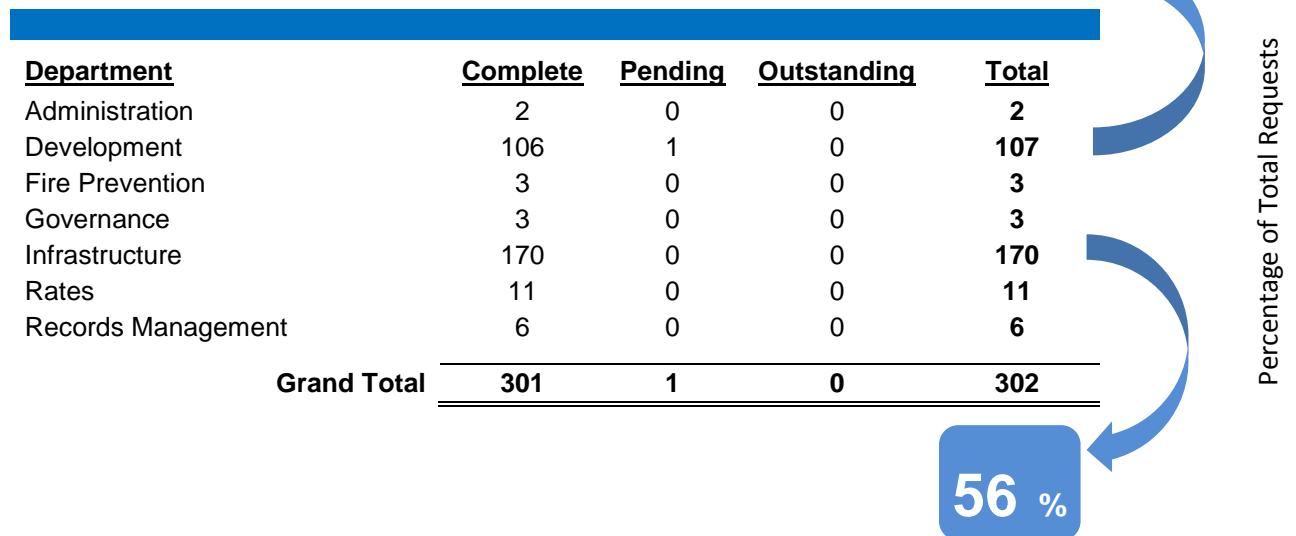 Department Complete Pending Outstanding Total
Administration 2 0 0 2
Development 106 1 0 107
Fire Prevention 3 0 0 3
Governance 3 0 0 3
Infrastructure 170 0 0 170
Rates 11 0 0 11
Records Management 6 0 0 6
Grand Total 301 1 0 302
56 %
Percentage of Total Requests